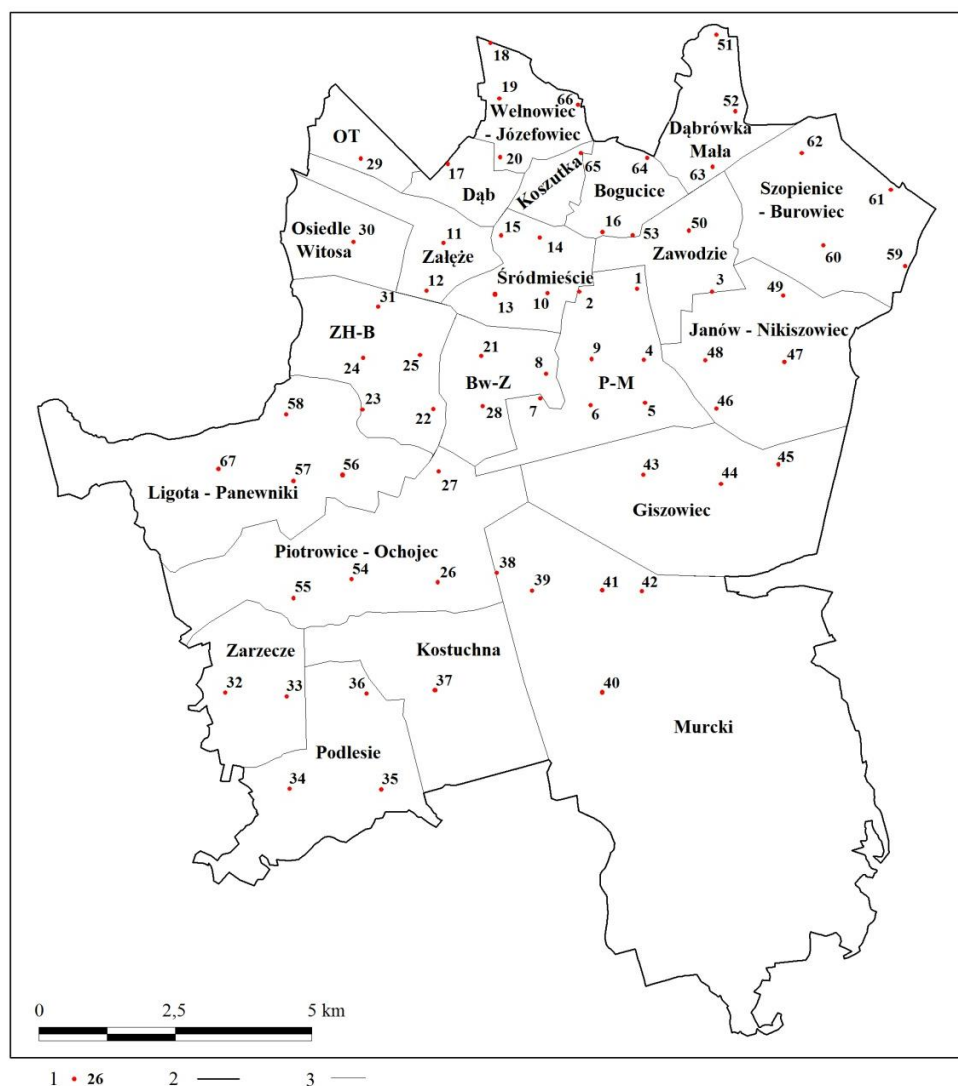 51
18
19
66
52
Wełnowiec
- Józefowiec
Dąbrówka
Mała
62
OT
29
17
20
Dąb
Koszutka
65
64
Bogucice
63
Szopienice
- Burowiec
61
Osiedle
Witosa
30
11
Załęże
15
14
16
53
50
Zawodzie
60
59
12
Śródmieście
13
10
2
1
3
49
31
ZH-B
24
25
21
Bw-Z
8
9
P-M
4
Janów - Nikiszowiec
48
47
58
23
22
28
7
6
5
46
67
57
56
Ligota - Panewniki
27
43
44
45
Giszowiec
Piotrowice - Ochojec
55
54
26
38
39
41
42
Zarzecze
Kostuchna
32
33
36
37
40
Murcki
Podlesie
34
35
0 2,5 5 km
1 26 2 3